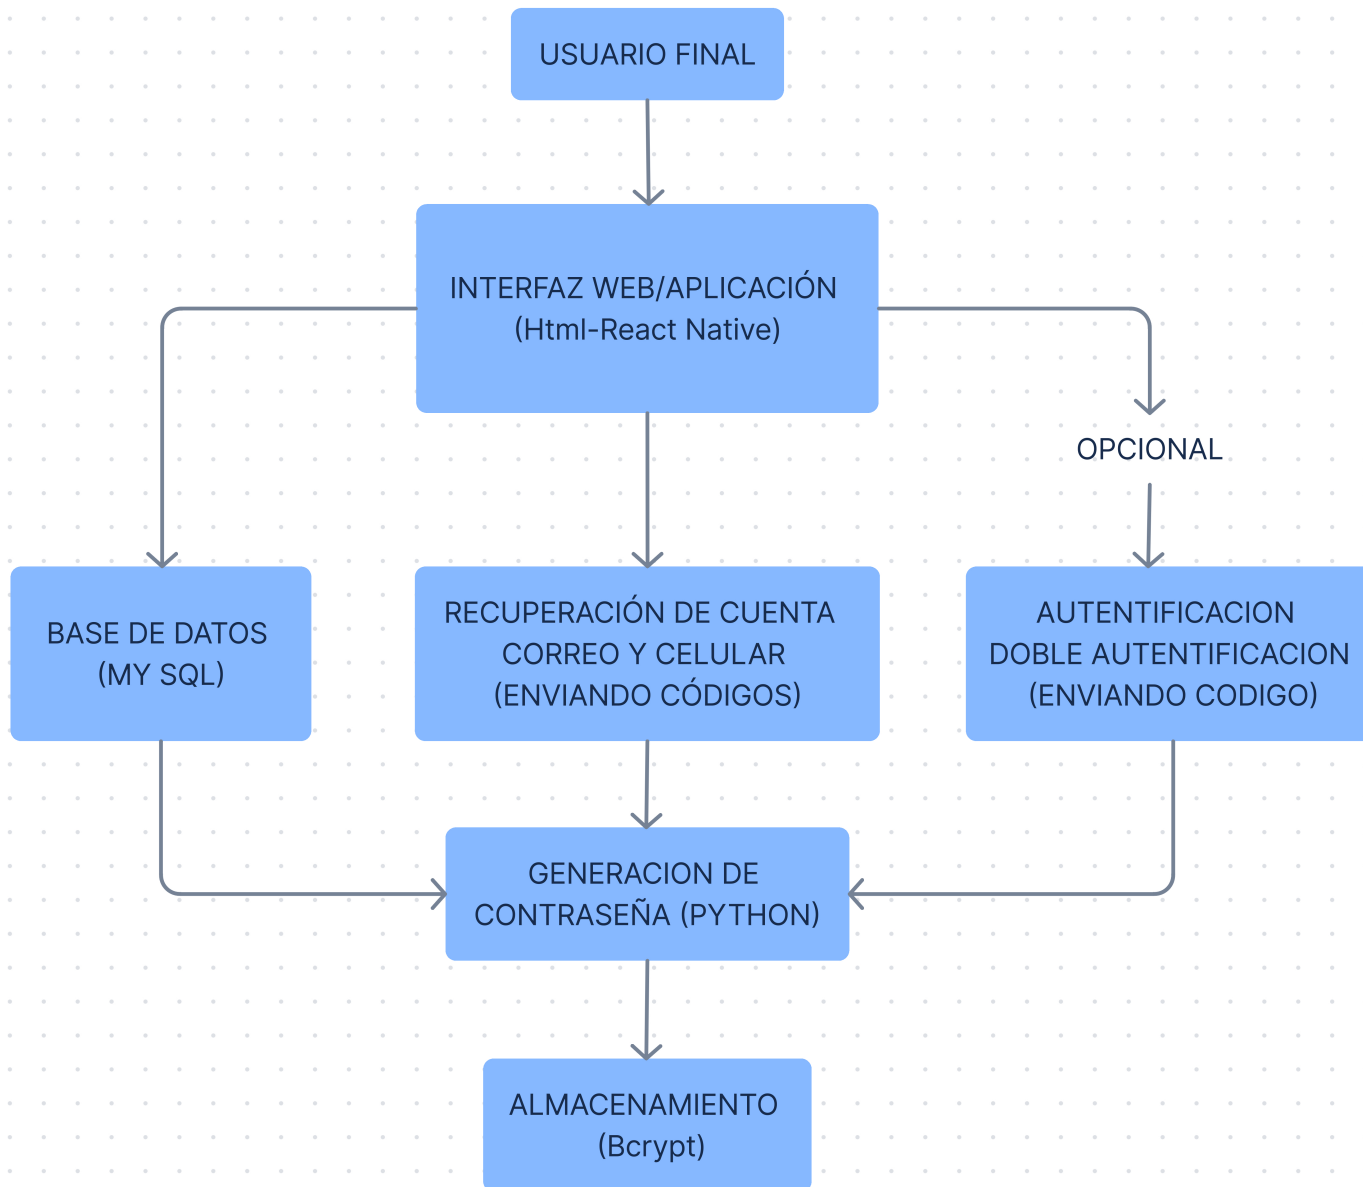 USUARIO FINAL
INTERFAZ WEB/APLICACIÓN
(Html-React Native)
OPCIONAL
BASE DE DATOS
(MY SQL)
RECUPERACIÓN DE CUENTA
CORREO Y CELULAR
(ENVIANDO CÓDIGOS)
AUTENTIFICACION
DOBLE AUTENTIFICACION
(ENVIANDO CODIGO)
GENERACION DE
CONTRASEÑA (PYTHON)
ALMACENAMIENTO
(Bcrypt)